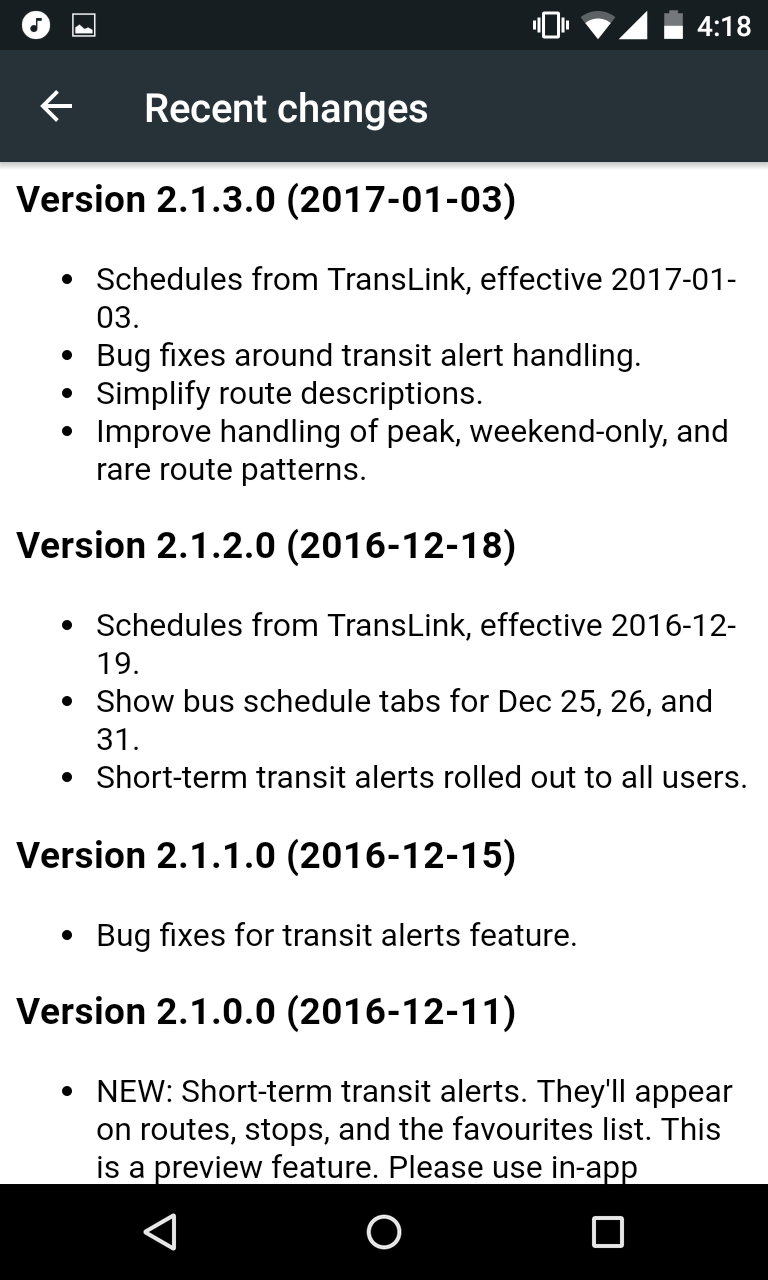 4:18
Recent changes
Version 2.1.3.0 (2017-01-03)
• Schedules from TransLink, effective 2017-01-
03.
• Bug fixes around transit alert handling.
• Simplify route descriptions.
• Improve handling of peak, weekend-only, and
rare route patterns.
Version 2.1.2.0 (2016-12-18)
• Schedules from TransLink, effective 2016-12-
19.
• Show bus schedule tabs for Dec 25, 26, and
31.
• Short-term transit alerts rolled out to all users.
Version 2.1.1.0 (2016-12-15)
• Bug fixes for transit alerts feature.
Version 2.1.0.0 (2016-12-11)
• NEW: Short-term transit alerts. They'll appear
on routes, stops, and the favourites list. This
is a preview feature. Please use in-app